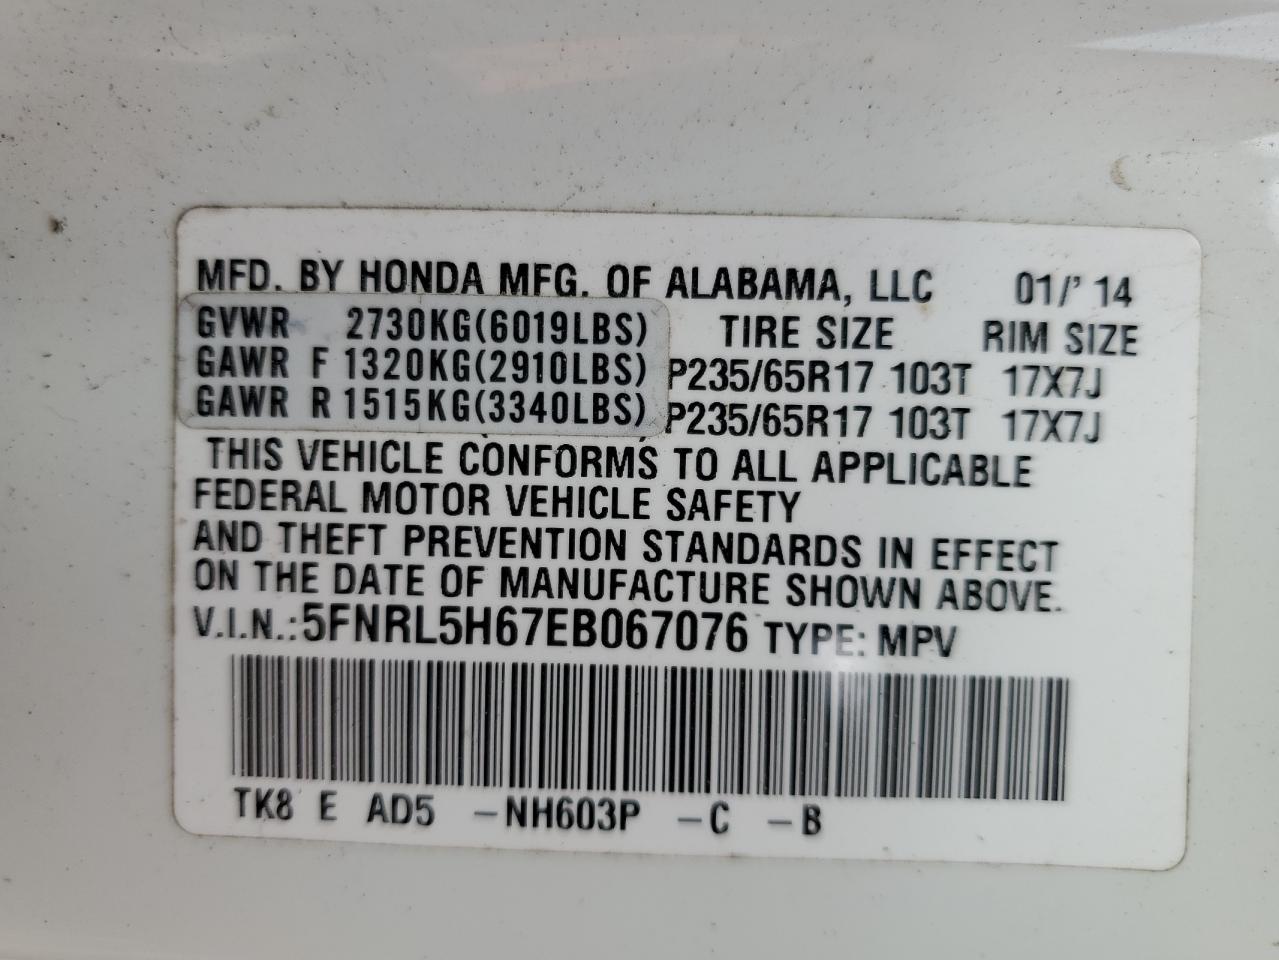 MFD. BY HONDA MFG. OF ALABAMA, LLC 01/'14
GVWR 2730KG(6019LBS) TIRE SIZE RIM SIZE
GAWR F 1320KG(2910LBS) P235/65R17 103T 17X7J
GAWR R 1515KG(3340LBS) P235/65R17 103T 17X7J
THIS VEHICLE CONFORMS TO ALL APPLICABLE
FEDERAL MOTOR VEHICLE SAFETY
AND THEFT PREVENTION STANDARDS IN EFFECT
ON THE DATE OF MANUFACTURE SHOWN ABOVE.
V.I.N.:5FNRL5H67EB067076 TYPE: MPV
TK8 E AD5 -NH603P -C -B